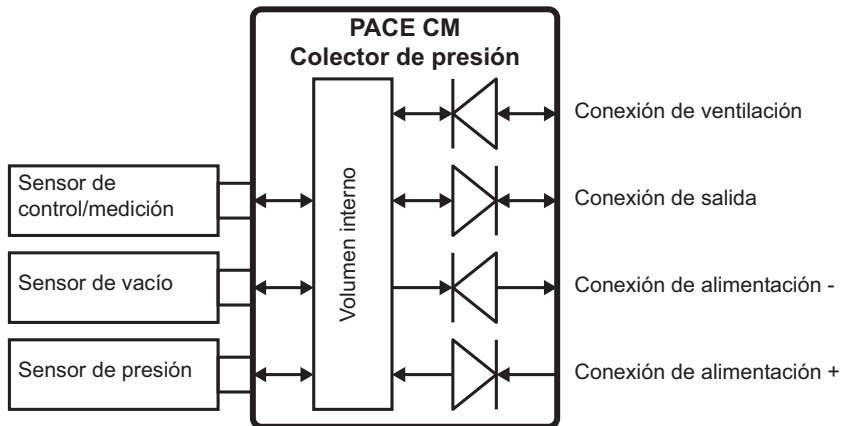 PACE CM
Colector de presión
Conexión de ventilación
Sensor de
control/medición
Conexión de salida
Volumen interno
Sensor de vacío
Conexión de alimentación -
Sensor de presión
Conexión de alimentación +